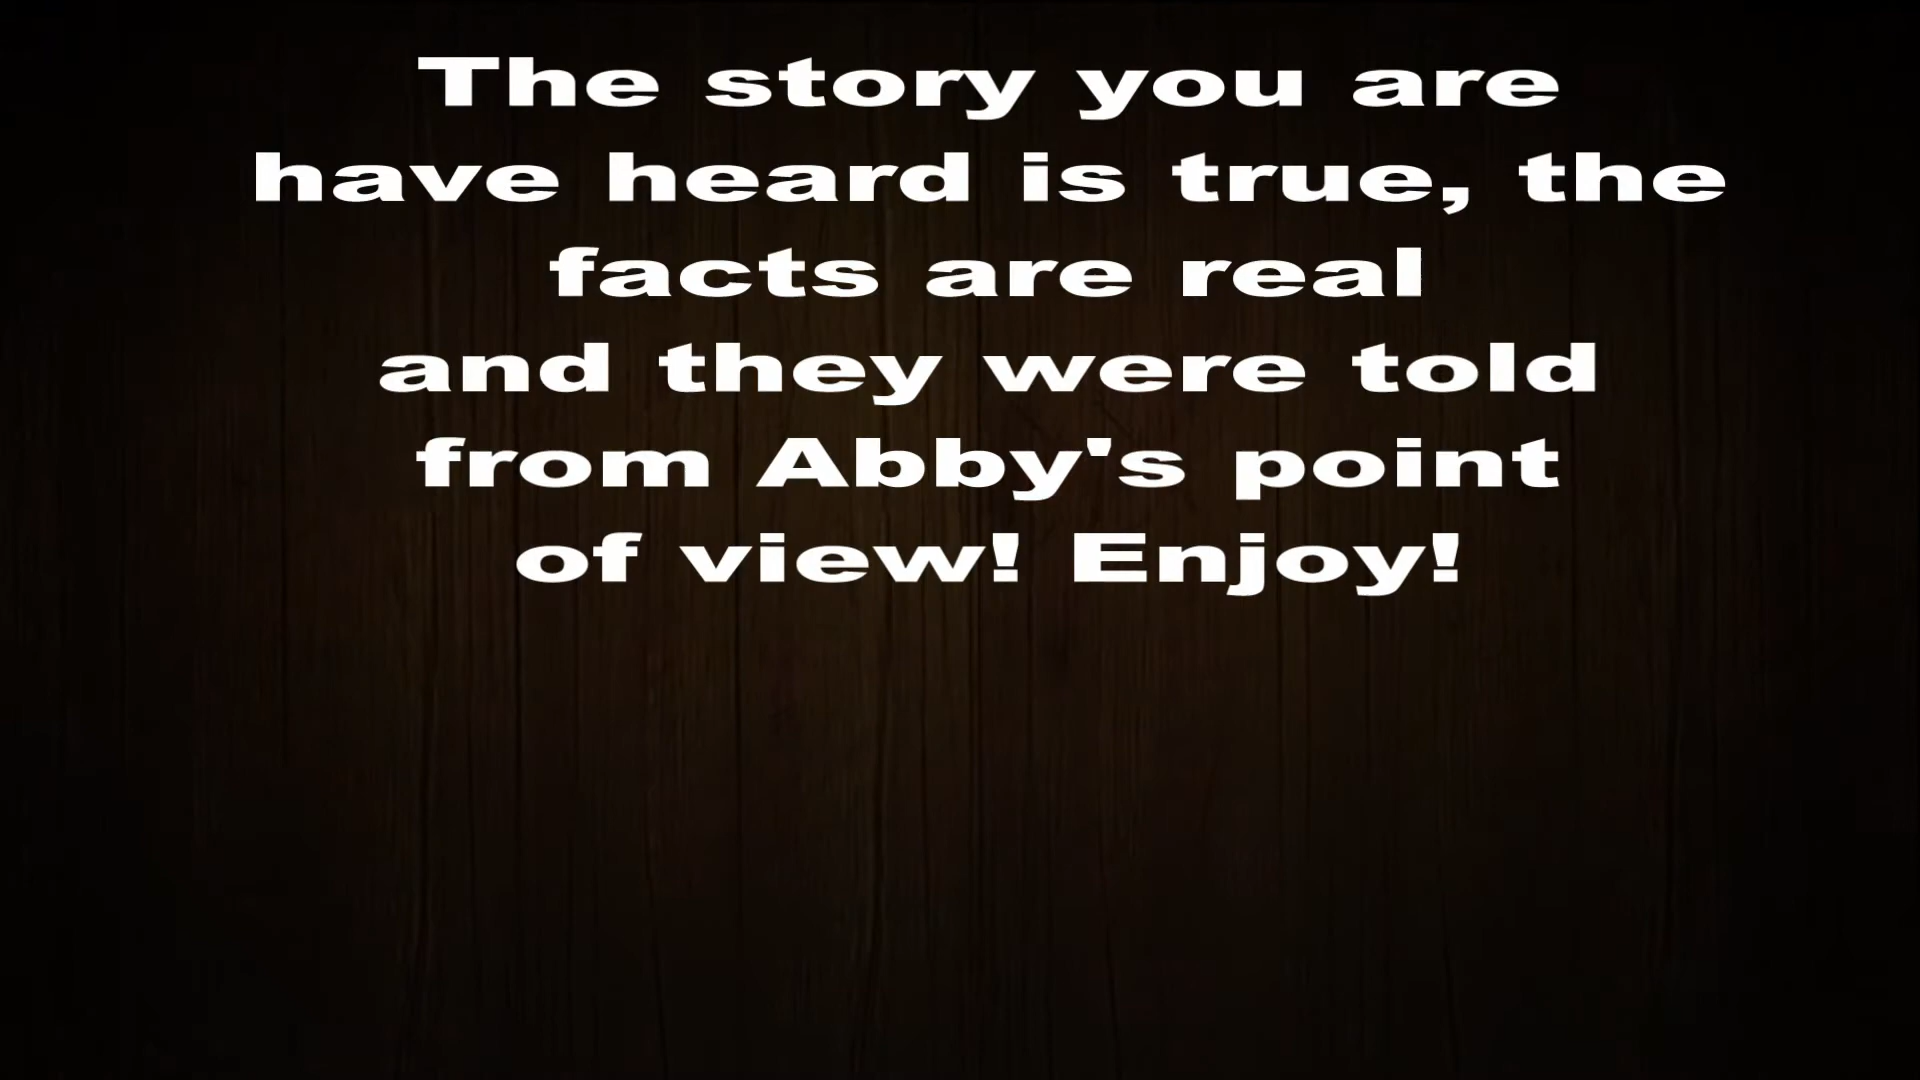 The story you are
have heard is true, the
facts are real
and they were told
from Abby's point
of view! Enjoy!